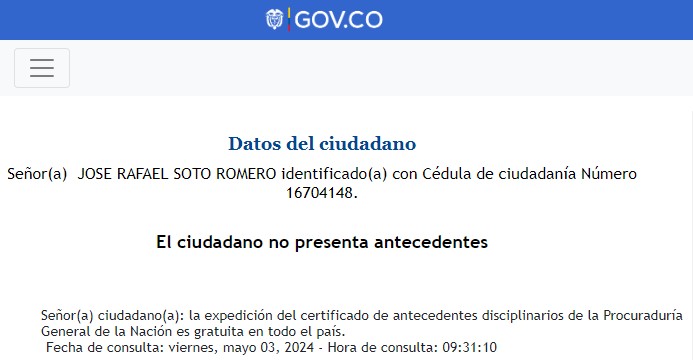 GOV.CO
Datos del ciudadano
Señor(a) JOSE RAFAEL SOTO ROMERO identificado(a) con Cédula de ciudadanía Número
16704148.
El ciudadano no presenta antecedentes
Señor(a) ciudadano(a): la expedición del certificado de antecedentes disciplinarios de la Procuraduría
General de la Nación es gratuita en todo el país.
Fecha de consulta: viernes, mayo 03, 2024 - Hora de consulta: 09:31:10